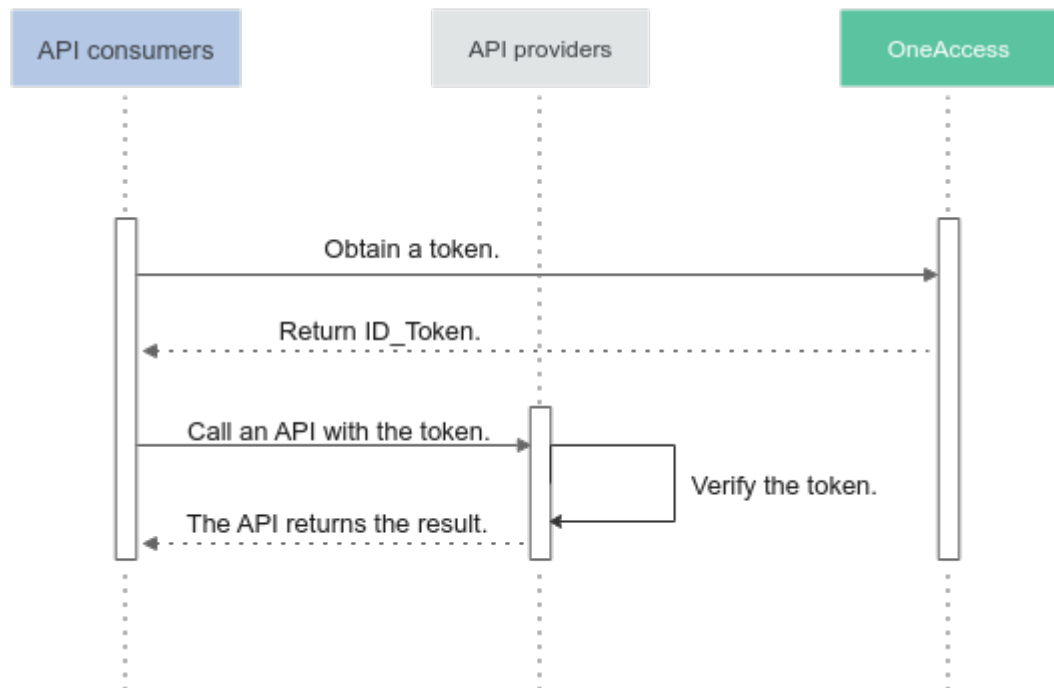 API consumers
API providers
OneAccess
Obtain a token.
Return ID_Token.
Call an API with the token.
Verify the token.
The API returns the result.